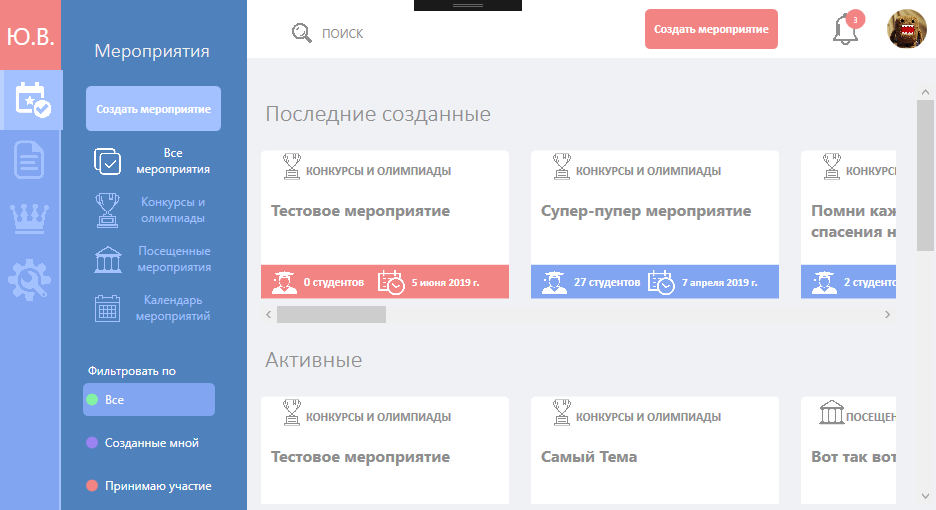 Ю.В.
Мероприятия
Создать мероприятие
Все
мероприятия
Конкурсы и
олимпиады
Посещенные
мероприятия
Календарь
мероприятий
Фильтровать по
Все
Созданные мной
Принимаю участие
ПОИСК
Создать мероприятие
3
Последние созданные
КОНКУРСЫ И ОЛИМПИАДЫ
Тестовое мероприятие
0 студентов
5 июня 2019 г.
КОНКУРСЫ И ОЛИМПИАДЫ
Супер-пупер мероприятие
27 студентов
7 апреля 2019 г.
КОНКУРС
Помни каж
спасения н
2 студенто
Активные
КОНКУРСЫ И ОЛИМПИАДЫ
Тестовое мероприятие
КОНКУРСЫ И ОЛИМПИАДЫ
Самый Тема
ПОСЕЩЕН
Вот так вот